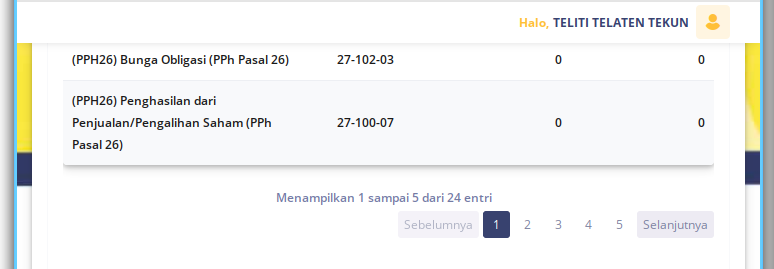 Halo, TELITI TELATEN TEKUN
(PPH26) Bunga Obligasi (PPh Pasal 26) 27-102-03 0 0
(PPH26) Penghasilan dari
Penjualan/Pengalihan Saham (PPh 27-100-07 0 0
Pasal 26)
Menampilkan 1 sampai 5 dari 24 entri
Sebelumnya 1 2 3 4 5 Selanjutnya